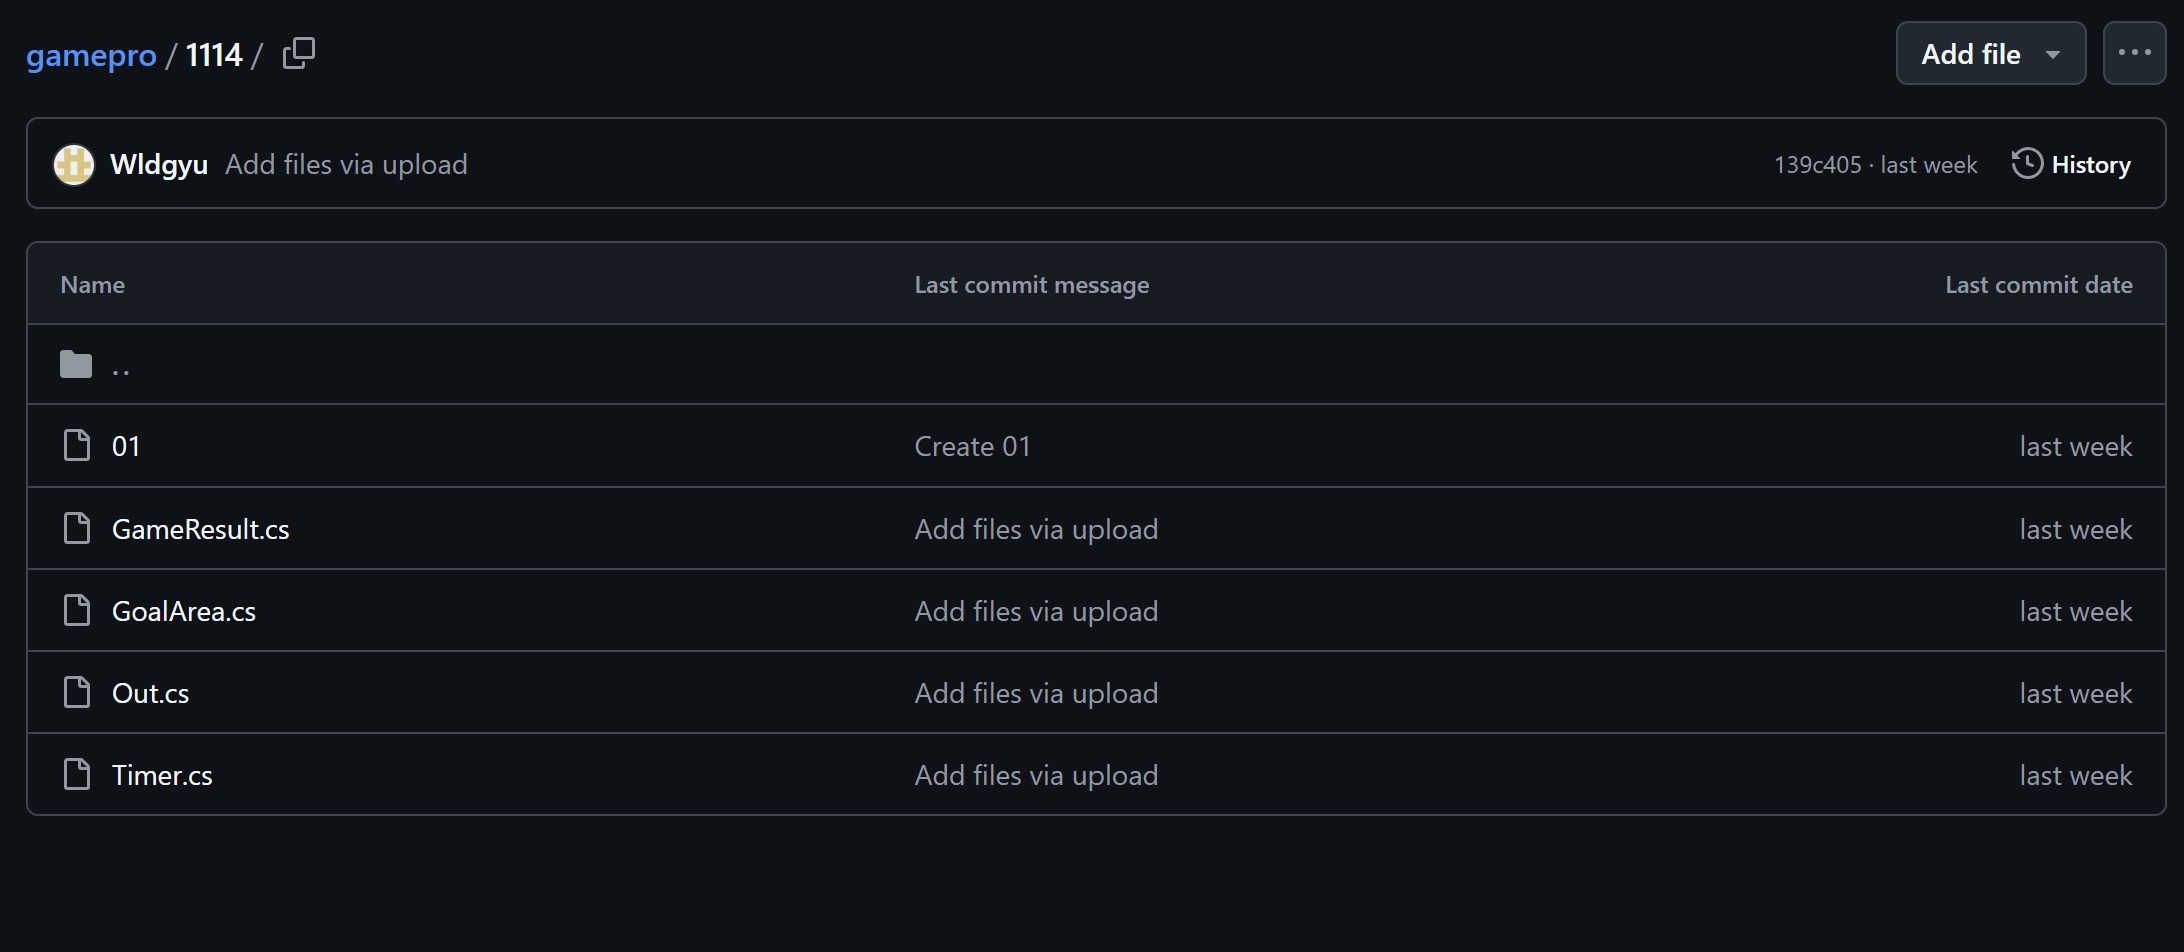 gamepro / 1114 /
Add file
Wldgyu Add files via upload 139c405 · last week History
Name Last commit message Last commit date
..
01 Create 01 last week
GameResult.cs Add files via upload last week
GoalArea.cs Add files via upload last week
Out.cs Add files via upload last week
Timer.cs Add files via upload last week